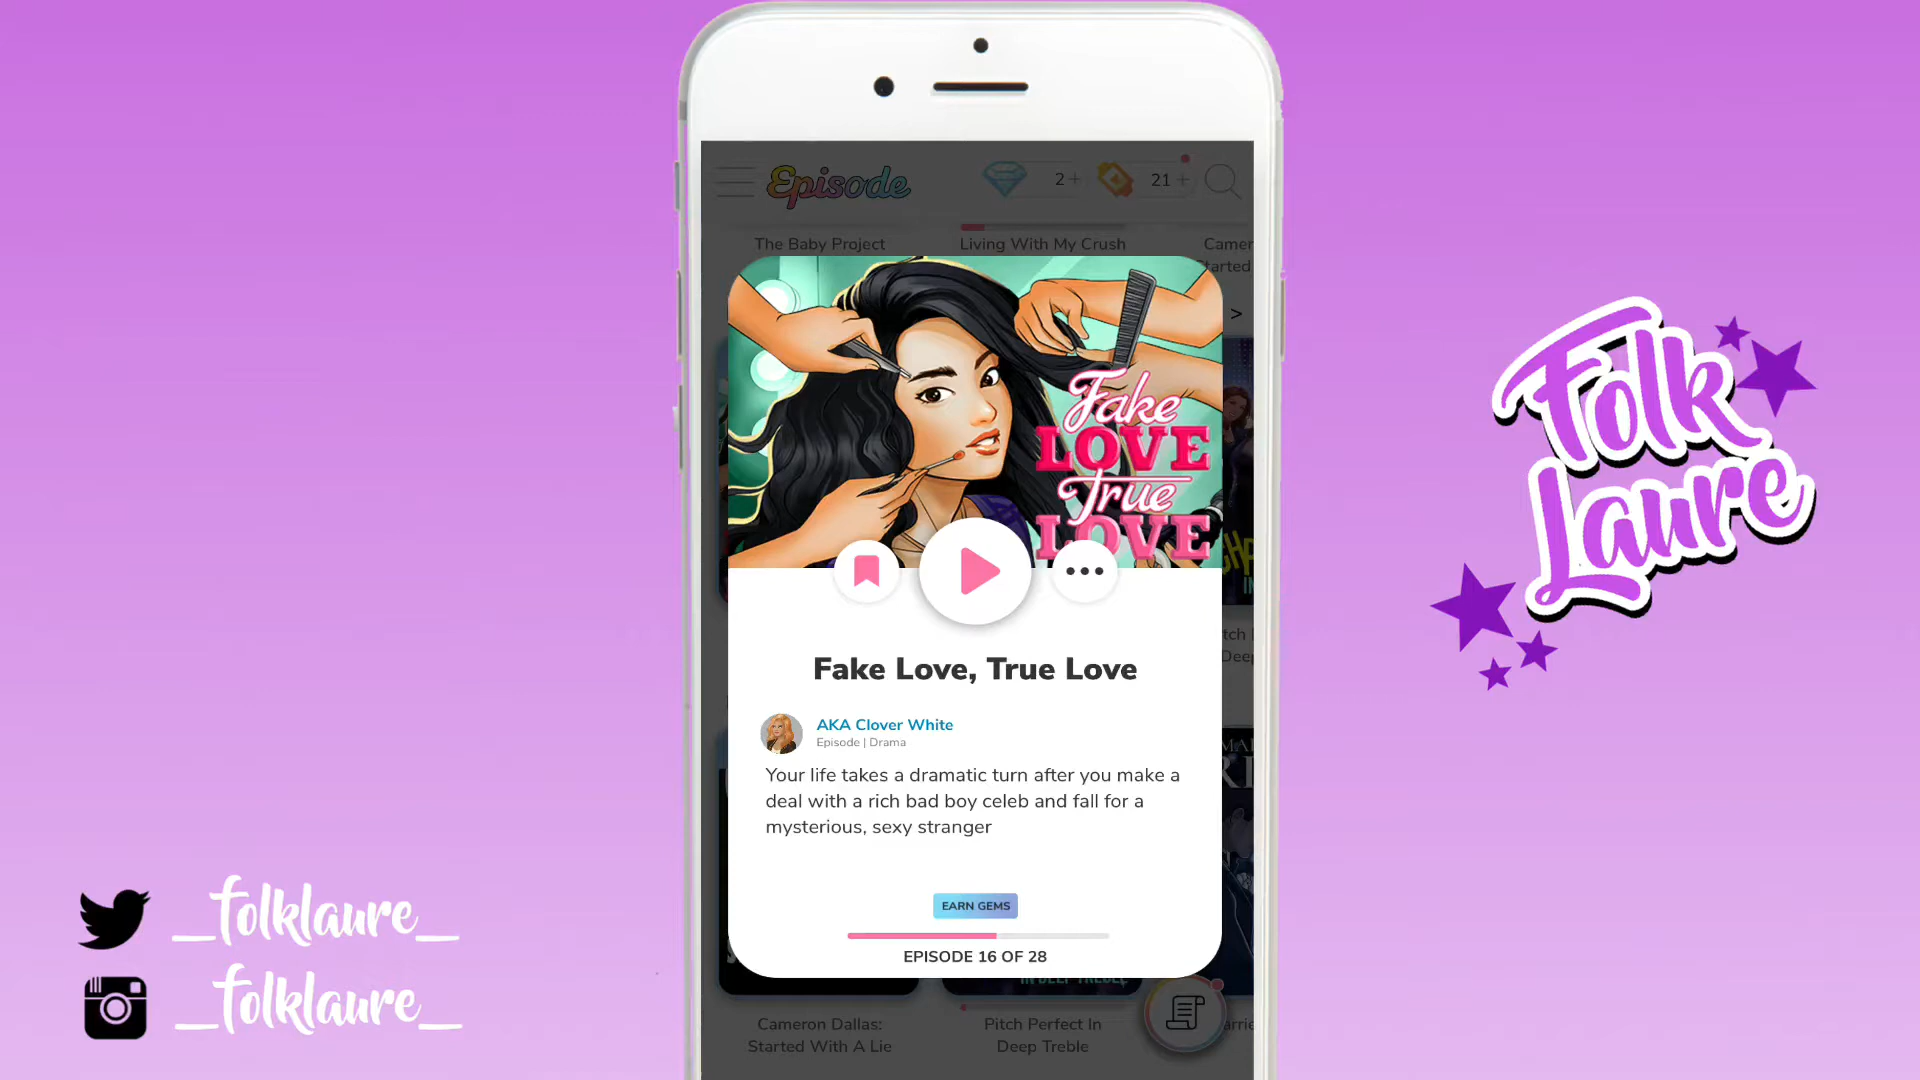 Episode
2 +
21 +
The Baby Project
Living With My Crush
Camer
Started
>
Fake
LOVE
True
LOVE
Fake Love, True Love
AKA Clover White
Episode | Drama
Your life takes a dramatic turn after you make a
deal with a rich bad boy celeb and fall for a
mysterious, sexy stranger
EARN GEMS
EPISODE 16 OF 28
Cameron Dallas:
Started With A Lie
Pitch Perfect In
Deep Treble
Folk
Laure
_folklaure_
_folklaure_